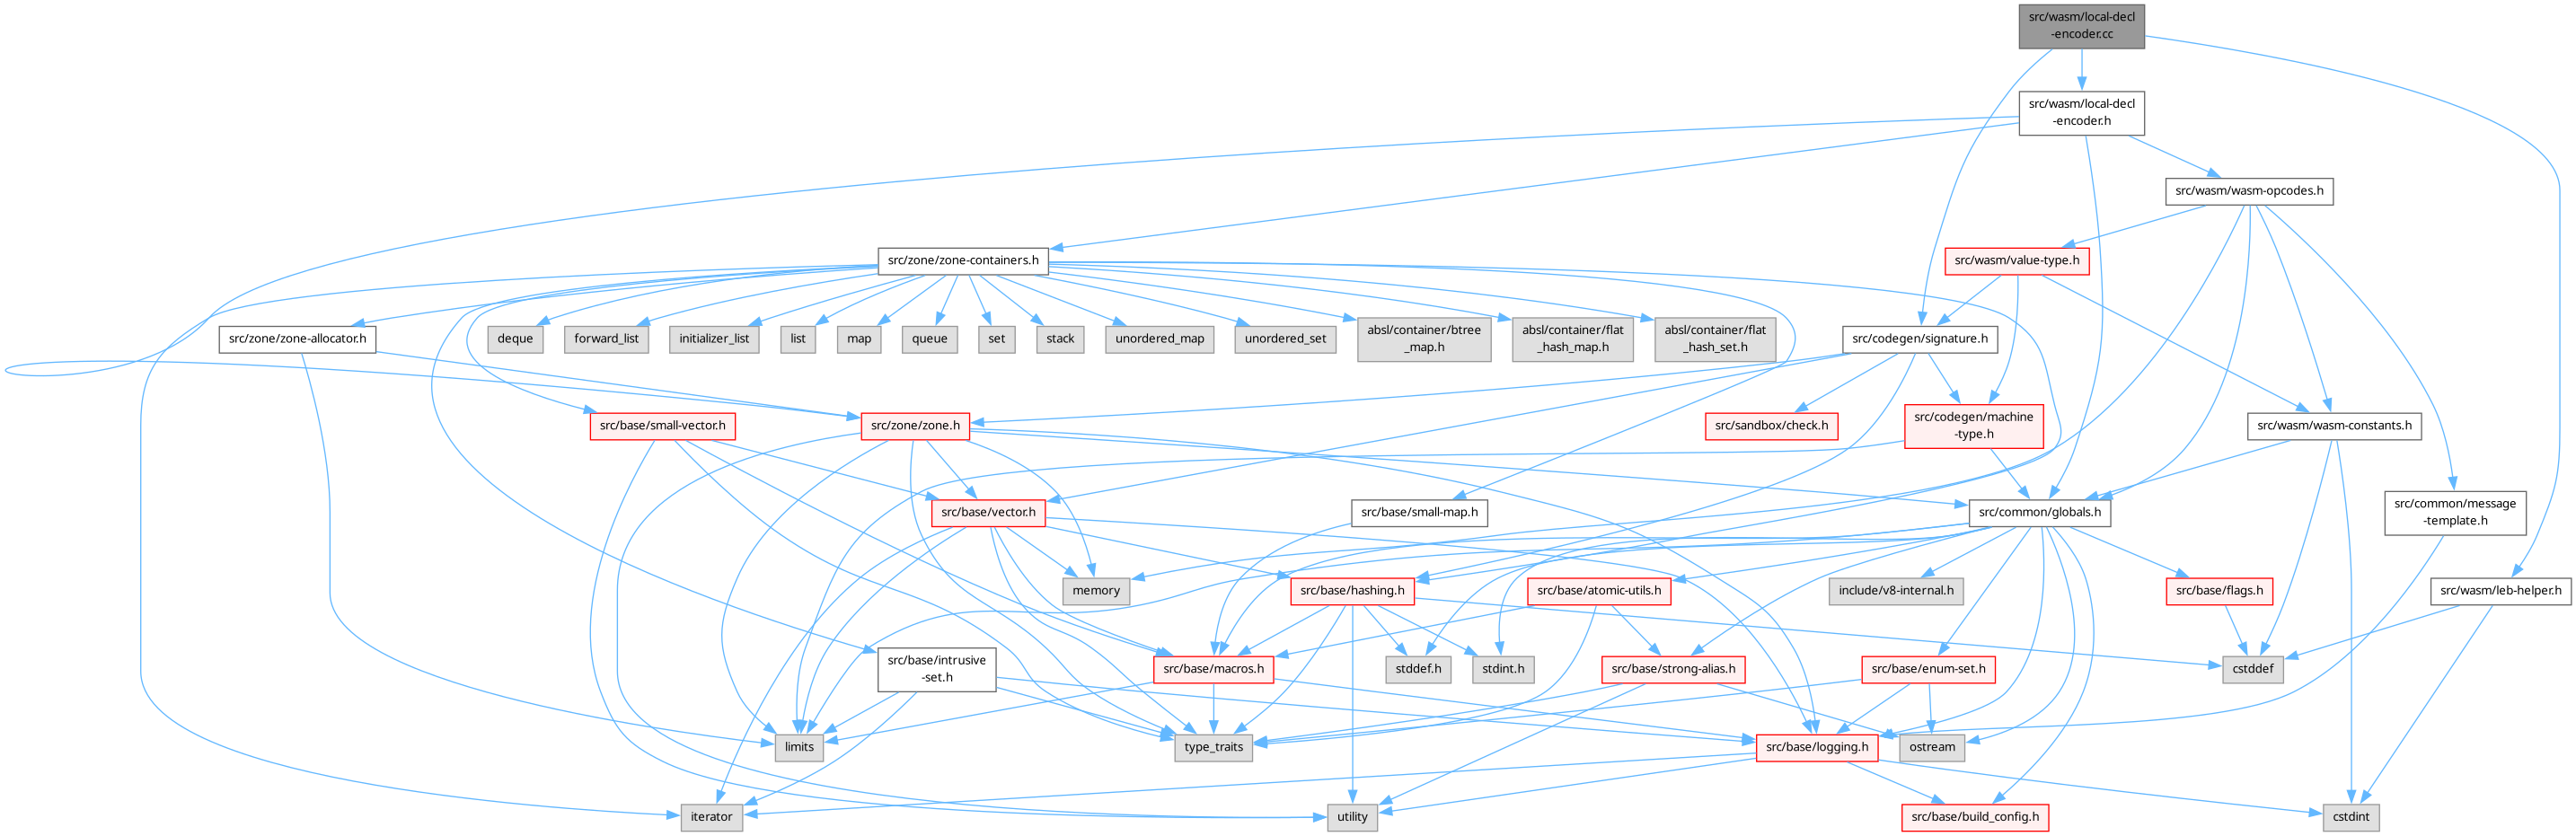 src/wasm/local-decl
-encoder.cc
src/wasm/local-decl
-encoder.h
src/wasm/wasm-opcodes.h
src/zone/zone-containers.h
src/wasm/value-type.h
src/zone/zone-allocator.h
deque
forward_list
initializer_list
list
map
queue
set
stack
unordered_map
unordered_set
absl/container/btree
_map.h
absl/container/flat
_hash_map.h
absl/container/flat
_hash_set.h
src/codegen/signature.h
src/base/small-vector.h
src/zone/zone.h
src/sandbox/check.h
src/codegen/machine
-type.h
src/wasm/wasm-constants.h
src/base/vector.h
src/base/small-map.h
src/common/globals.h
src/common/message
-template.h
memory
src/base/hashing.h
src/base/atomic-utils.h
include/v8-internal.h
src/base/flags.h
src/wasm/leb-helper.h
src/base/intrusive
-set.h
src/base/macros.h
stddef.h
stdint.h
src/base/strong-alias.h
src/base/enum-set.h
cstddef
limits
type_traits
src/base/logging.h
ostream
iterator
utility
src/base/build_config.h
cstdint